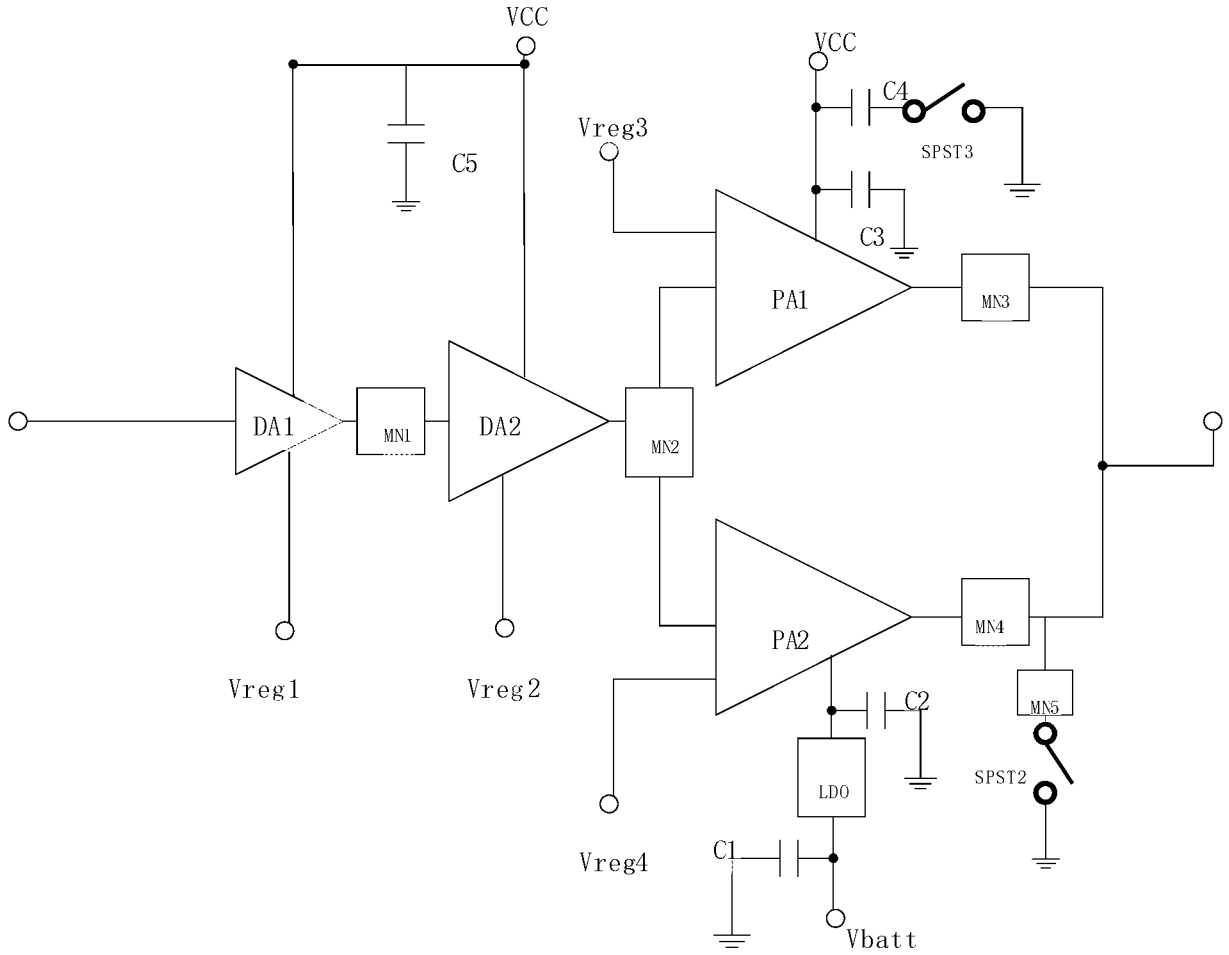 VCC
VCC
C4
Vreg3
SPST3
C5
C3
PA1
MN3
DA1
MN1
DA2
MN2
PA2
MN4
Vreg1
Vreg2
C2
MN5
SPST2
LDO
C1
Vreg4
Vbatt